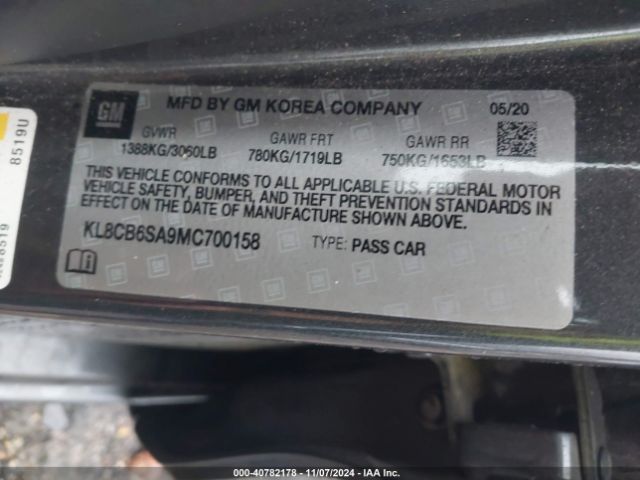 GM
MFD BY GM KOREA COMPANY 05/20
GVWR GAWR FRT GAWR RR
1388KG/3060LB 780KG/1719LB 750KG/1653LB
THIS VEHICLE CONFORMS TO ALL APPLICABLE U.S. FEDERAL MOTOR
VEHICLE SAFETY, BUMPER, AND THEFT PREVENTION STANDARDS IN
EFFECT ON THE DATE OF MANUFACTURE SHOWN ABOVE.
KL8CB6SA9MC700158 TYPE: PASS CAR
8519U
000-40782178 - 11/07/2024 - IAA Inc.